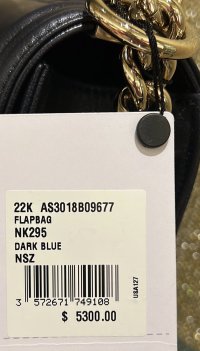 22K AS3018B09677
FLAPBAG
NK295
DARK BLUE
NSZ
3 572671 749108
USA127
$ 5300.00